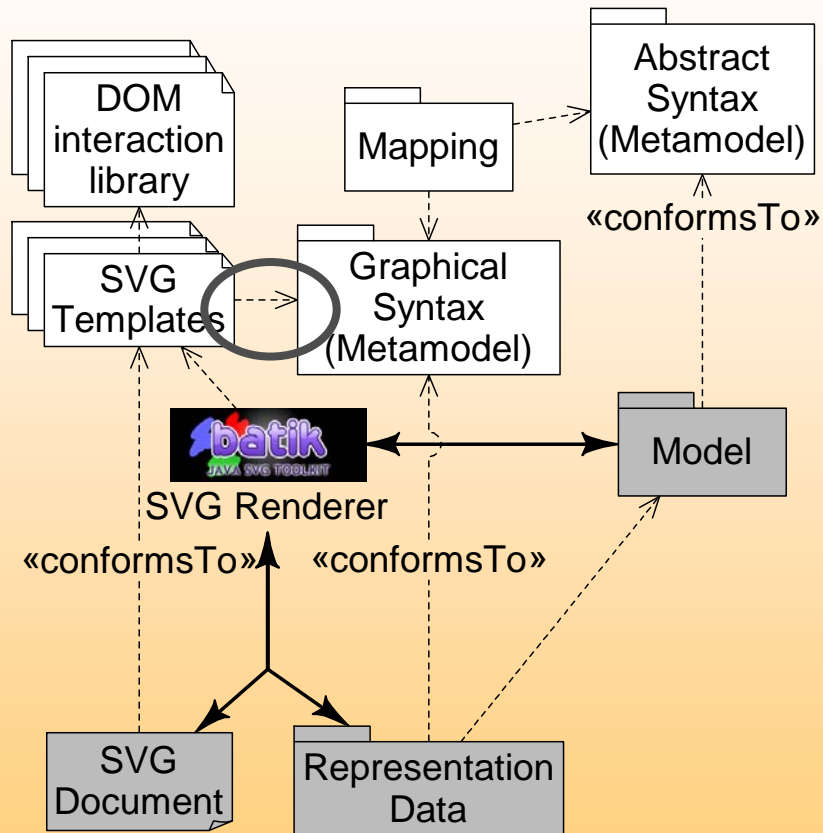 DOM
interaction
library
Mapping
Abstract
Syntax
(Metamodel)
«conformsTo»
SVG
Templates
Graphical
Syntax
(Metamodel)
batik
JAVA SVG TOOLKIT
SVG Renderer
Model
«conformsTo»
«conformsTo»
SVG
Document
Representation
Data